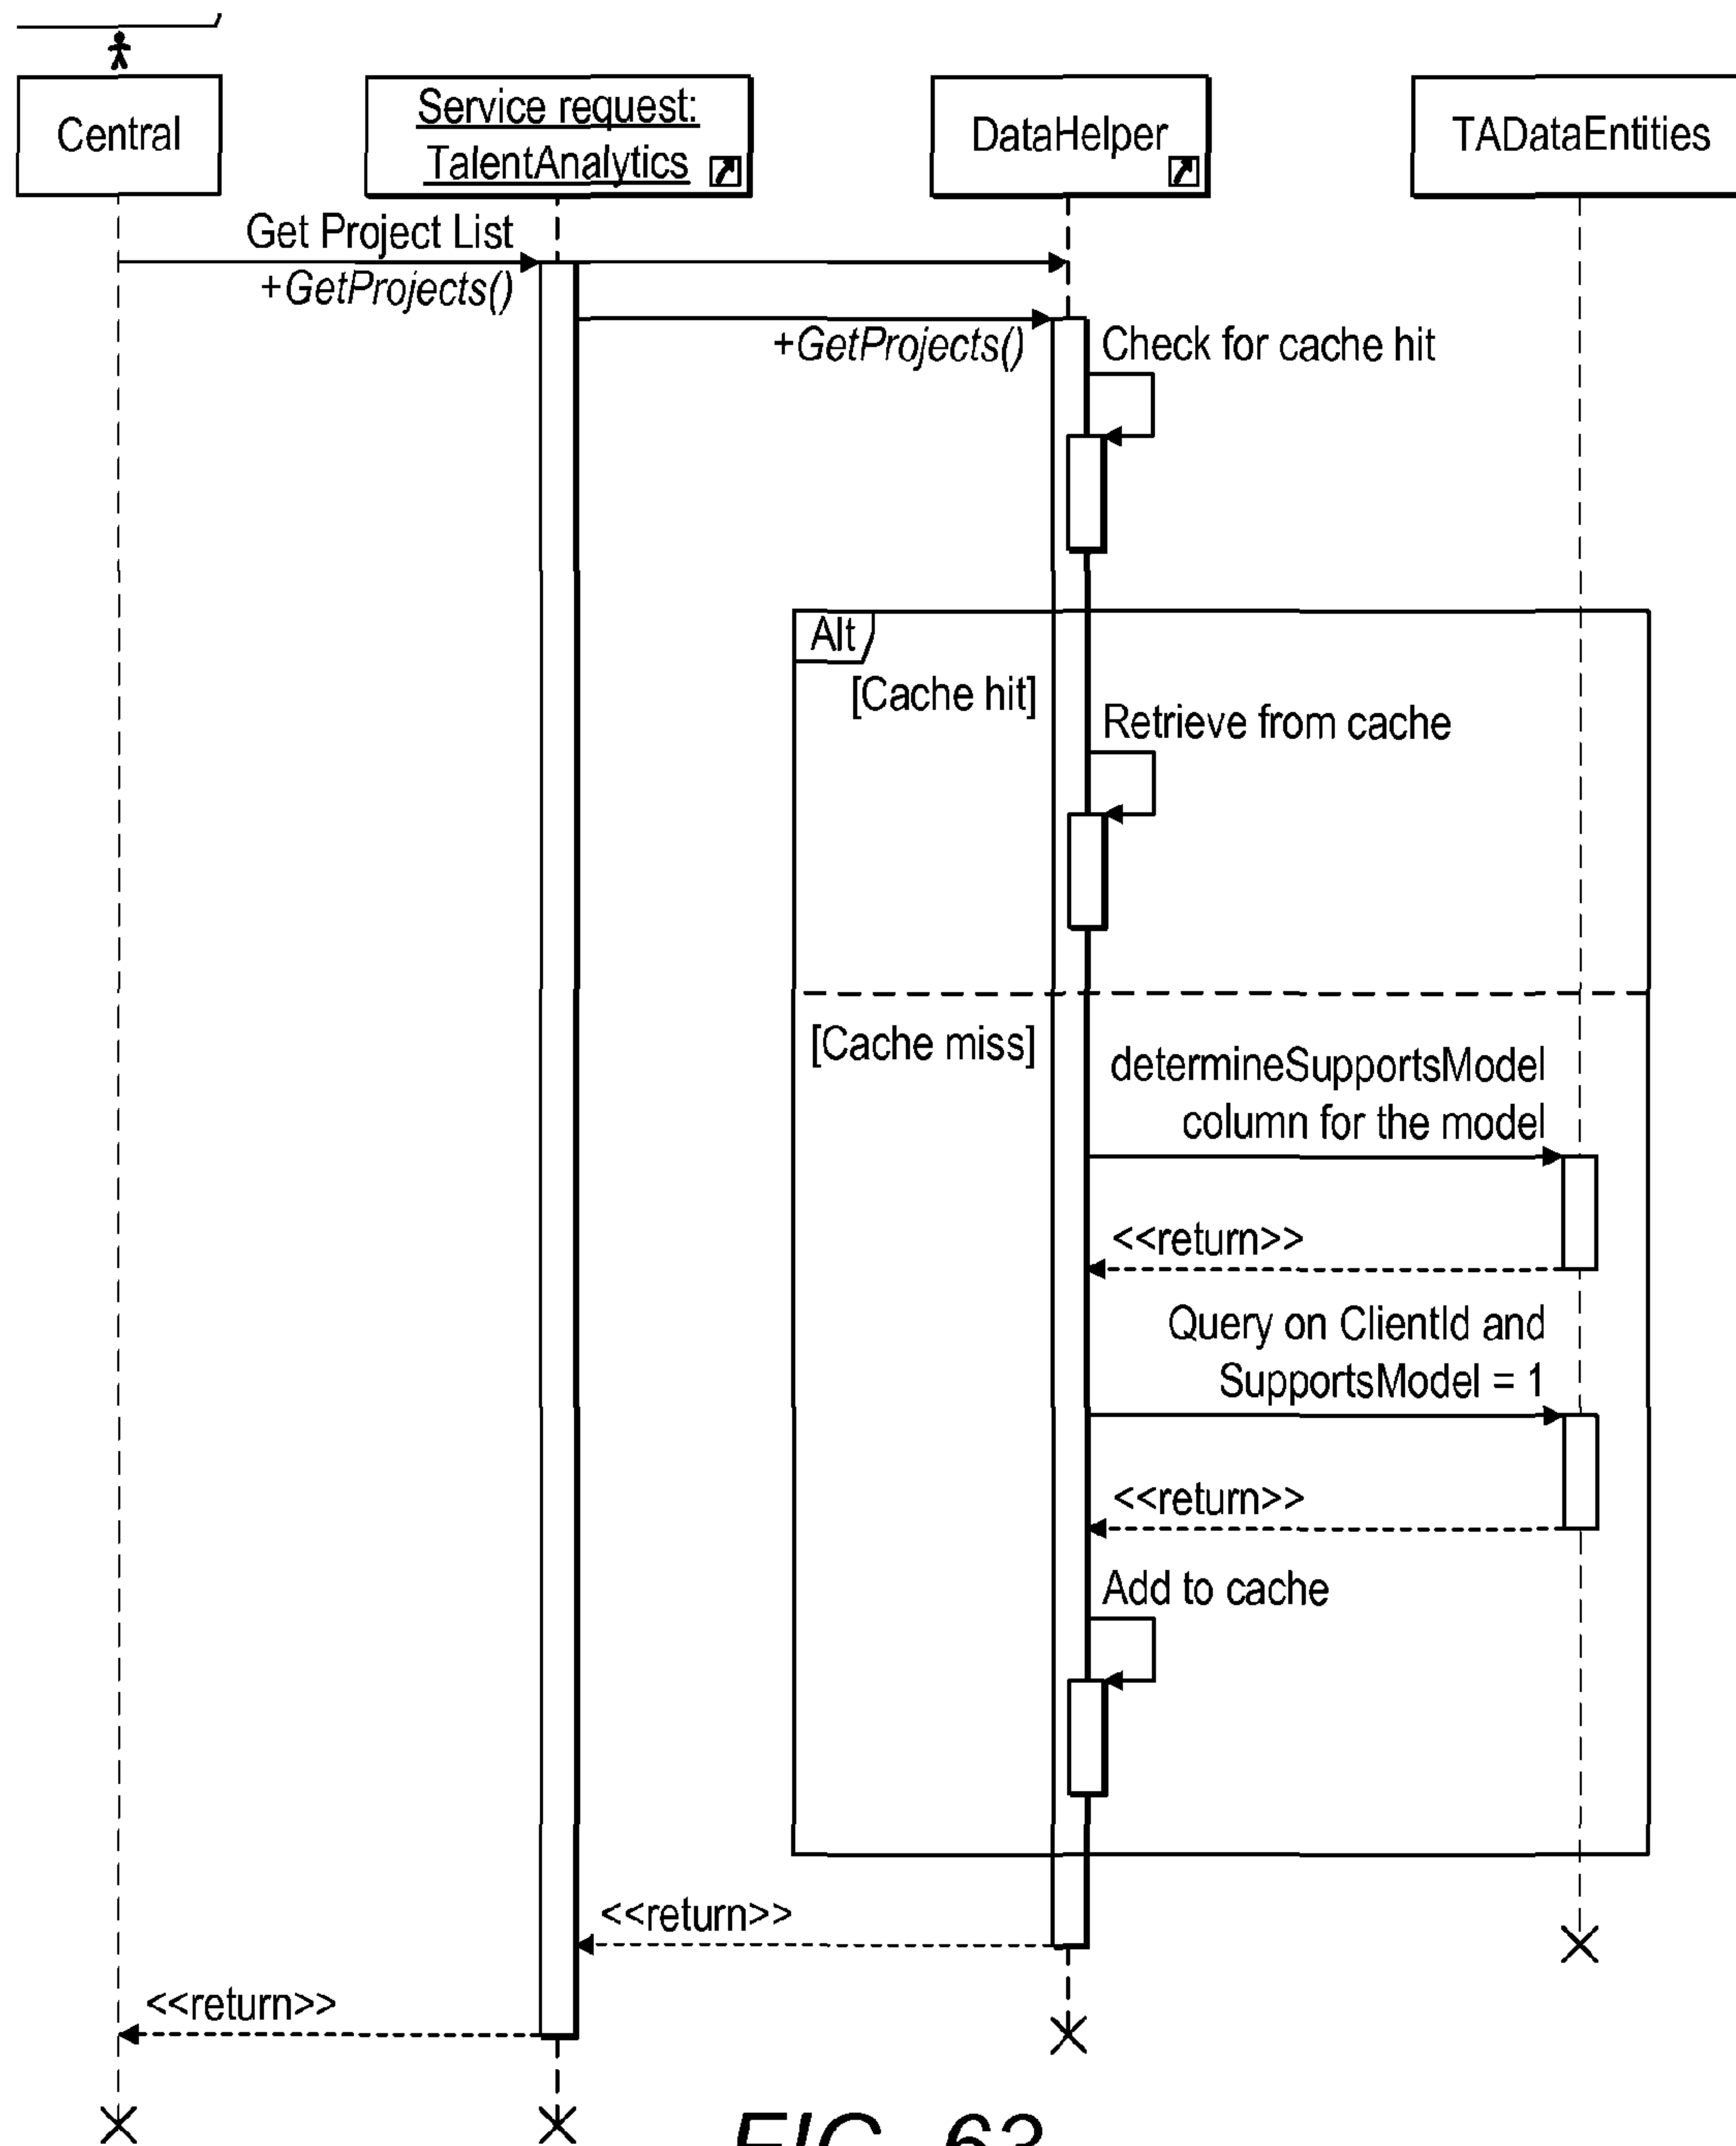 Central
Service request:
TalentAnalytics
DataHelper
TADataEntities
Get Project List
+GetProjects()
+GetProjects()
Check for cache hit
Alt
[Cache hit]
Retrieve from cache
[Cache miss]
determineSupportsModel
column for the model
<<return>>
Query on ClientId and
SupportsModel = 1
<<return>>
Add to cache
<<return>>
<<return>>
FIG. 63